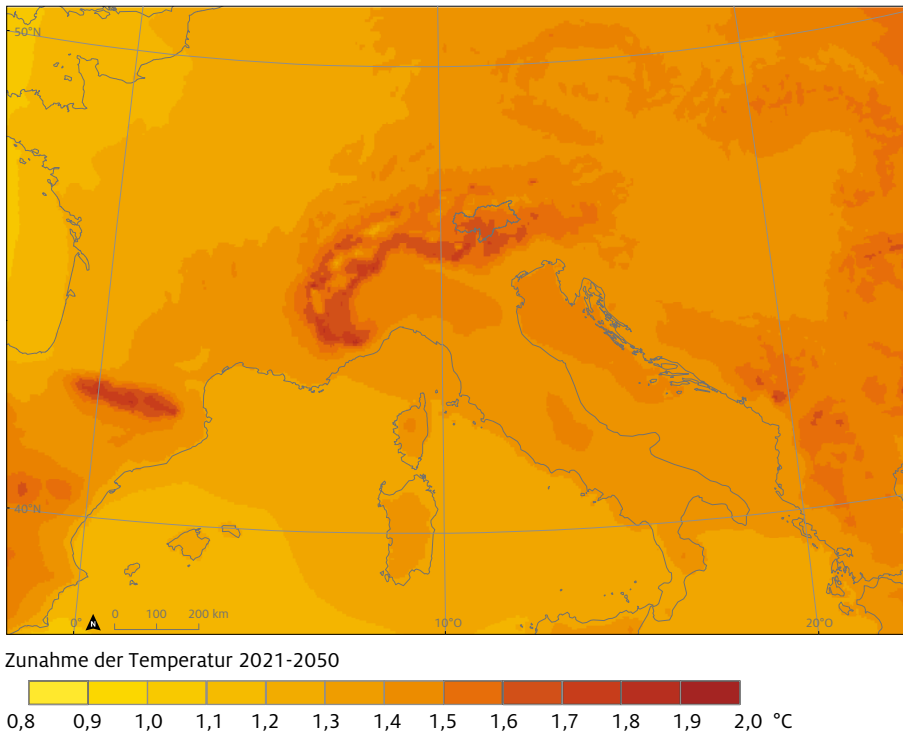 50°N
40°N
0 100 200 km
0° N 10°O 20°O
Zunahme der Temperatur 2021-2050
0,8 0,9 1,0 1,1 1,2 1,3 1,4 1,5 1,6 1,7 1,8 1,9 2,0 °C